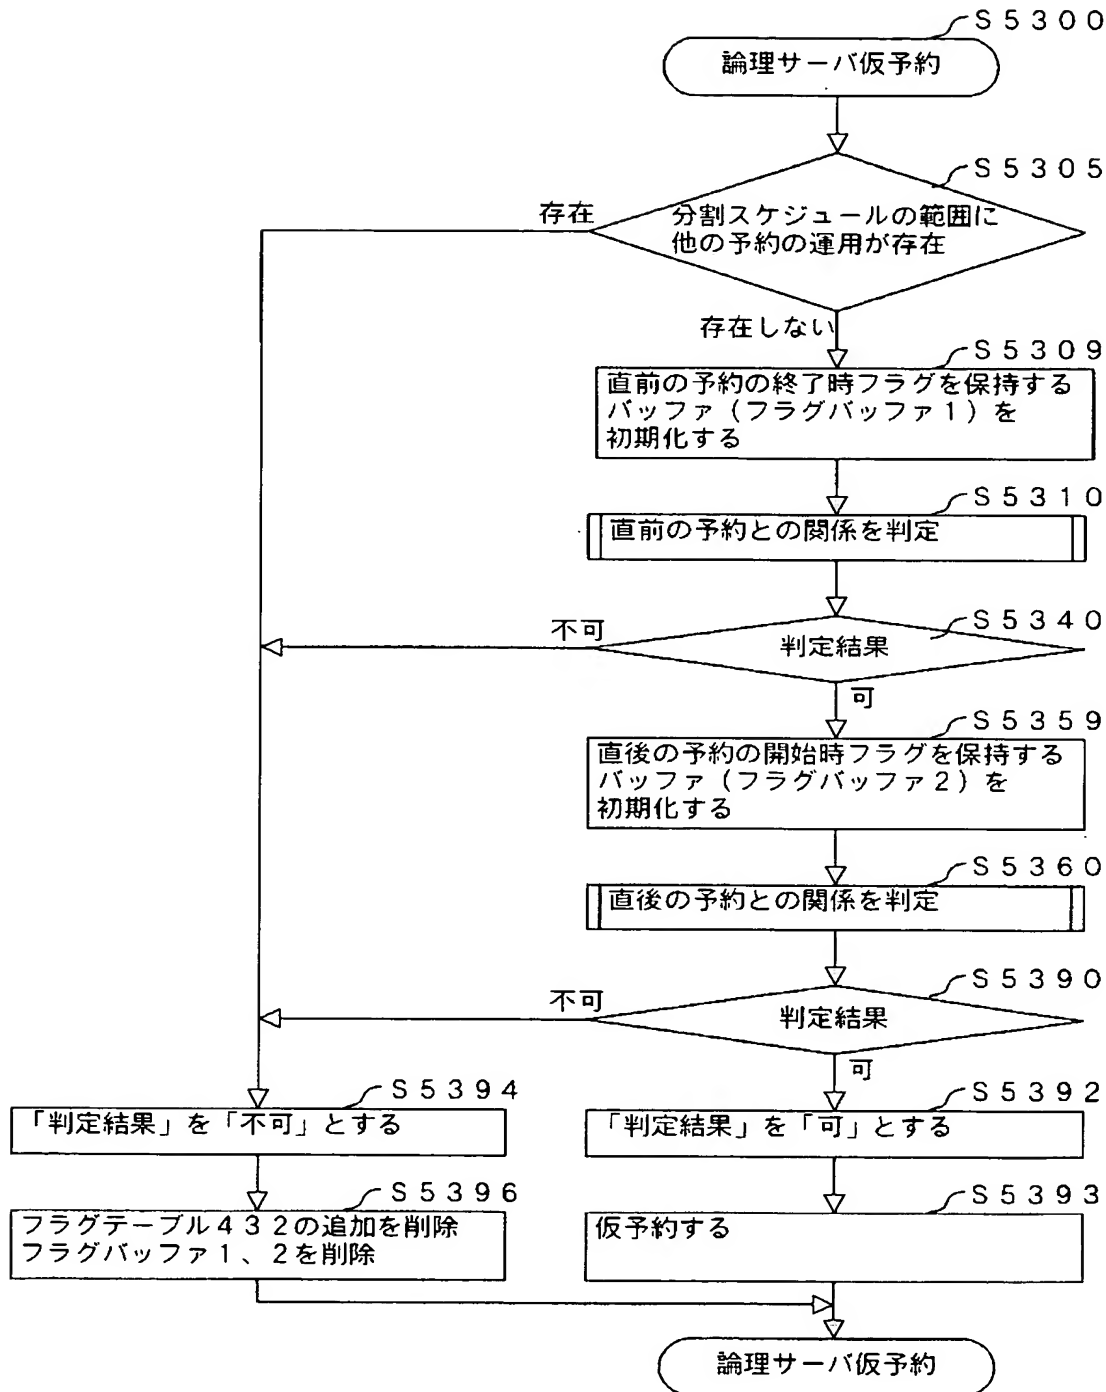 Ｓ５３００
論理サーバ仮予約
Ｓ５３０５
存在
分割スケジュールの範囲に
他の予約の運用が存在
存在しない
Ｓ５３０９
直前の予約の終了時フラグを保持する
バッファ（フラグバッファ１）を
初期化する
Ｓ５３１０
直前の予約との関係を判定
Ｓ５３４０
不可
判定結果
可
Ｓ５３５９
直後の予約の開始時フラグを保持する
バッファ（フラグバッファ２）を
初期化する
Ｓ５３６０
直後の予約との関係を判定
Ｓ５３９０
不可
判定結果
可
Ｓ５３９４
「判定結果」を「不可」とする
Ｓ５３９２
「判定結果」を「可」とする
Ｓ５３９６
フラグテーブル４３２の追加を削除
フラグバッファ１、２を削除
Ｓ５３９３
仮予約する
論理サーバ仮予約